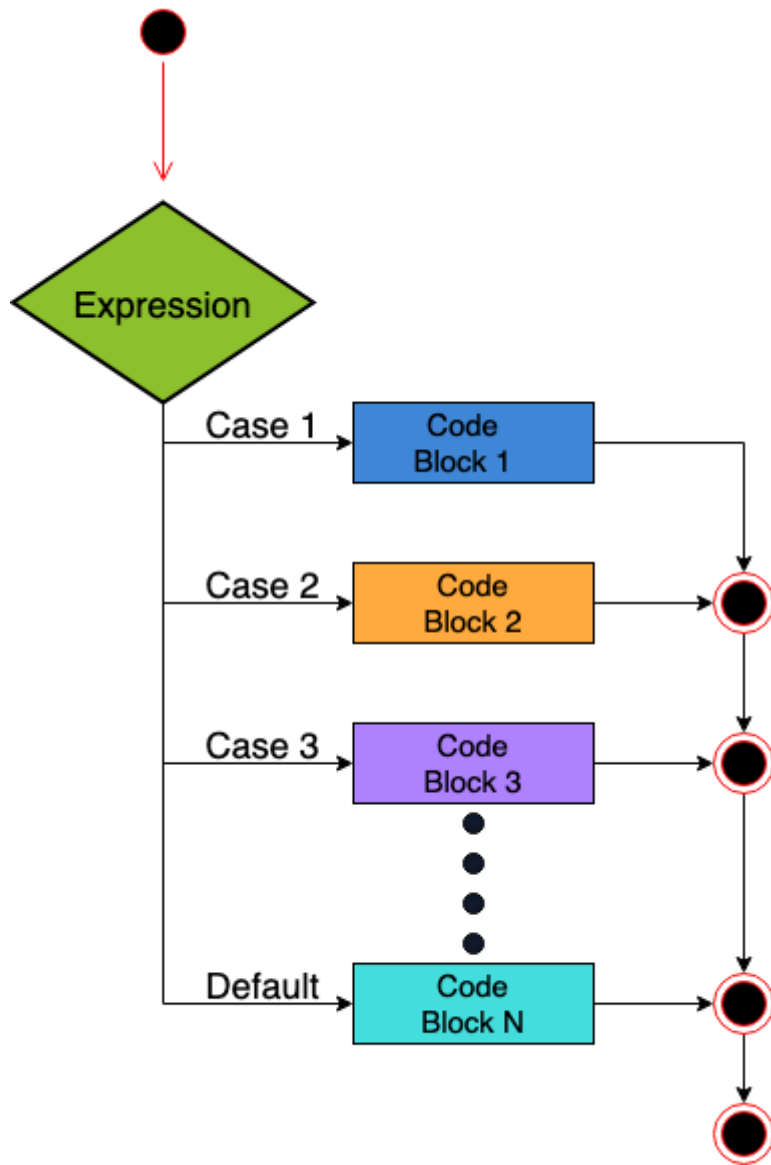 Expression
Case 1
Code
Block 1
Case 2
Code
Block 2
Case 3
Code
Block 3
Default
Code
Block N